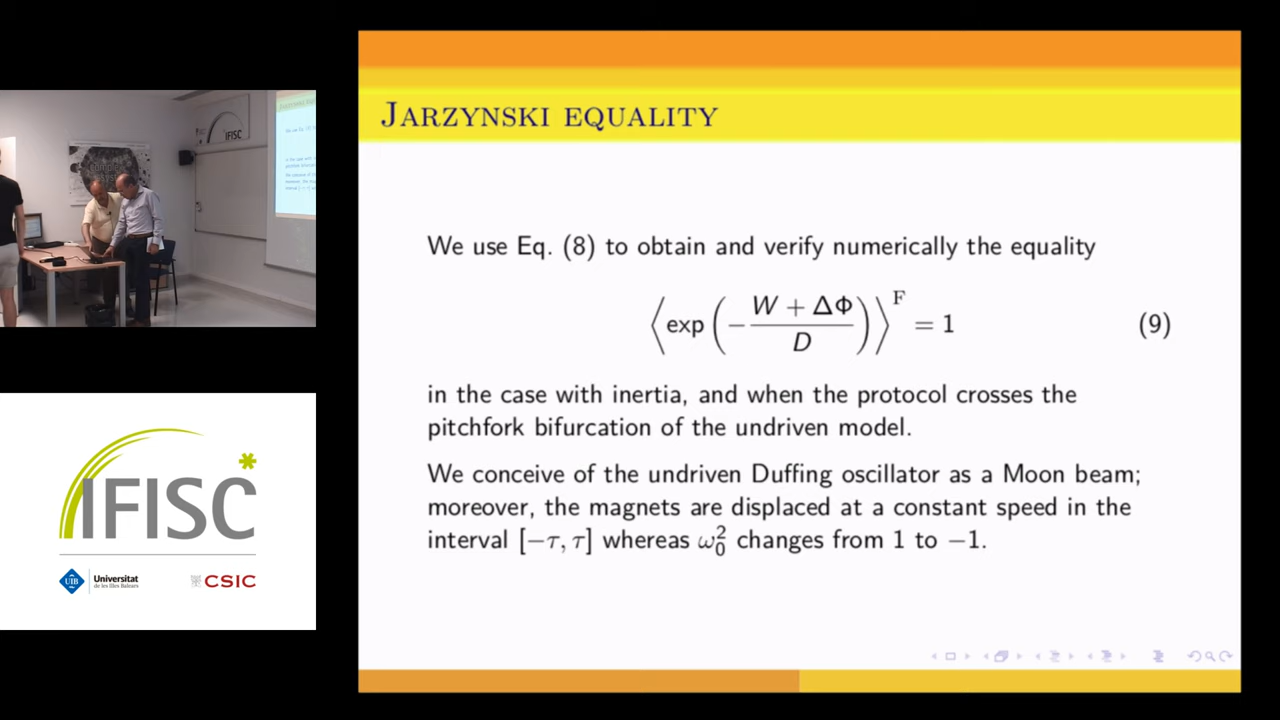 JARZYNSKI EQUALITY
We use Eq. (8) to obtain and verify numerically the equality
⟨exp(−(W + ΔΦ)/D)⟩^F = 1 (9)
in the case with inertia, and when the protocol crosses the
pitchfork bifurcation of the undriven model.
We conceive of the undriven Duffing oscillator as a Moon beam;
moreover, the magnets are displaced at a constant speed in the
interval [−τ, τ] whereas ω₀² changes from 1 to −1.
IFISC
IFISC
UIB Universitat
de les Illes Balears
CSIC